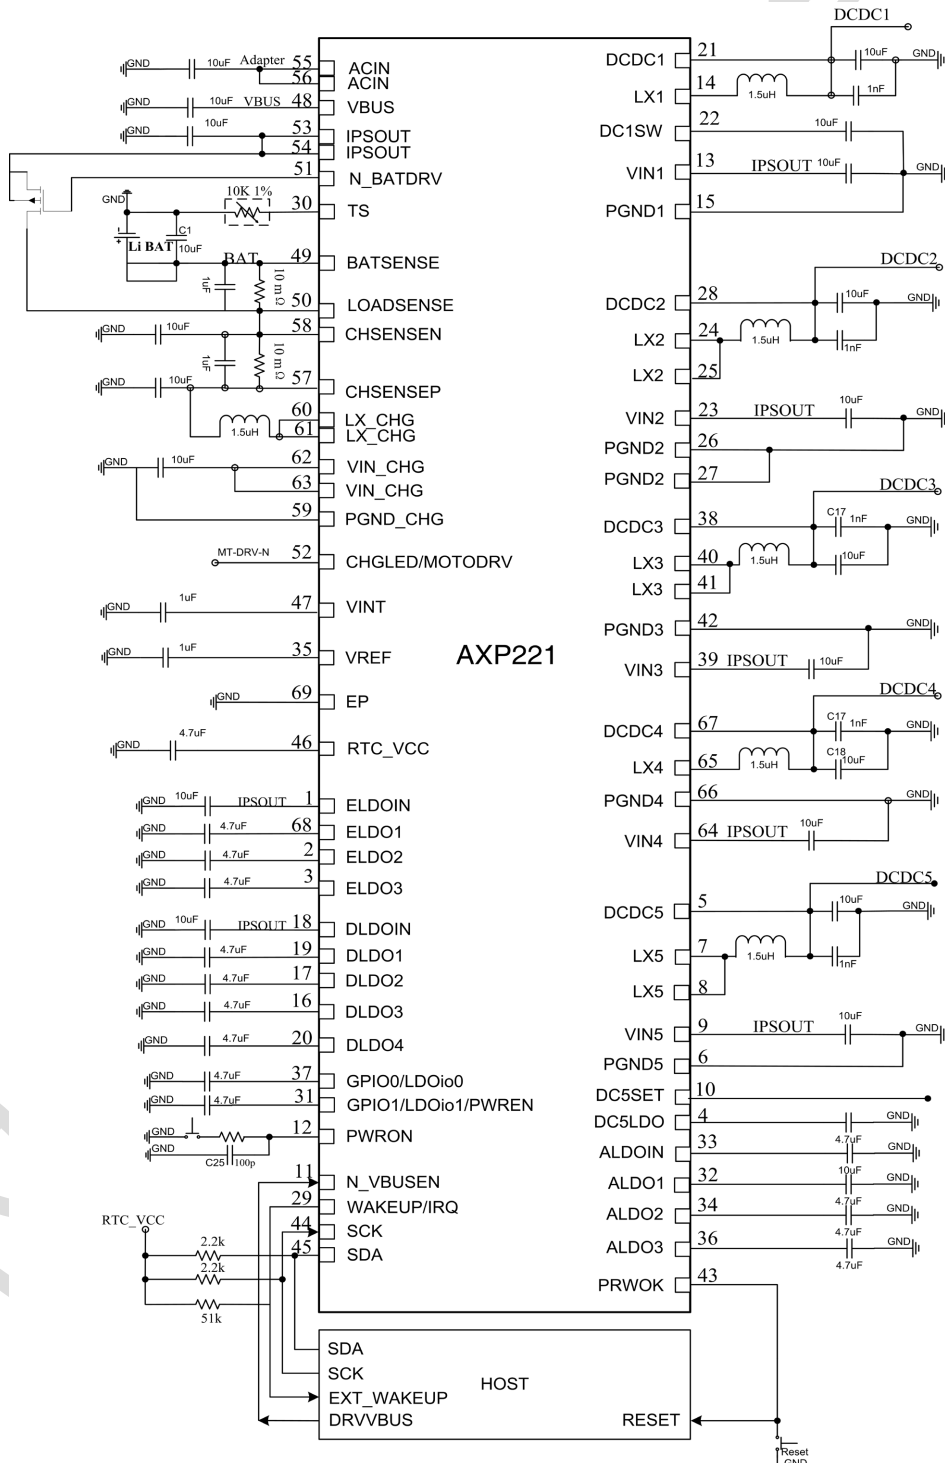 DCDC1
GND 10uF Adapter 55 ACIN
56 ACIN
GND 10uF VBUS 48 VBUS
GND 10uF 53 IPSOUT
54 IPSOUT
51 N_BATDRV
GND 10K 1% 30 TS
- + Li BAT C1 10uF
BAT 49 BATSENSE
1uF 10 m Ω
50 LOADSENSE
GND 10uF 58 CHSENSEN
1uF 10 m Ω
GND 10uF 57 CHSENSEP
60 LX_CHG
1.5uH 61 LX_CHG
GND 10uF 62 VIN_CHG
63 VIN_CHG
59 PGND_CHG
MT-DRV-N 52 CHGLED/MOTODRV
GND 1uF 47 VINT
GND 1uF 35 VREF
GND 69 EP
GND 4.7uF 46 RTC_VCC
GND 10uF IPSOUT 1 ELDOIN
GND 4.7uF 68 ELDO1
GND 4.7uF 2 ELDO2
GND 4.7uF 3 ELDO3
GND 10uF IPSOUT 18 DLDOIN
GND 4.7uF 19 DLDO1
GND 4.7uF 17 DLDO2
GND 4.7uF 16 DLDO3
GND 4.7uF 20 DLDO4
GND 4.7uF 37 GPIO0/LDOio0
GND 4.7uF 31 GPIO1/LDOio1/PWREN
GND 12 PWRON
GND C25 100p
11 N_VBUSEN
29 WAKEUP/IRQ
RTC_VCC 44 SCK
2.2k 45 SDA
2.2k
51k
AXP221
DCDC1 21 10uF GND
LX1 14 1.5uH 1nF
DC1SW 22 10uF
VIN1 13 IPSOUT 10uF GND
PGND1 15
DCDC2
DCDC2 28 10uF GND
LX2 24 1.5uH 1nF
LX2 25
VIN2 23 IPSOUT 10uF GND
PGND2 26
PGND2 27
DCDC3
DCDC3 38 C17 1nF GND
LX3 40 1.5uH 10uF
LX3 41
PGND3 42 GND
VIN3 39 IPSOUT 10uF
DCDC4
DCDC4 67 C17 1nF GND
LX4 65 1.5uH C18 10uF
PGND4 66 GND
VIN4 64 IPSOUT 10uF
DCDC5
DCDC5 5 10uF GND
LX5 7 1.5uH 1nF
LX5 8
VIN5 9 IPSOUT 10uF GND
PGND5 6
DC5SET 10
DC5LDO 4 4.7uF GND
ALDOIN 33 10uF GND
ALDO1 32 4.7uF GND
ALDO2 34 4.7uF GND
ALDO3 36 4.7uF GND
PRWOK 43
SDA
SCK
HOST
EXT_WAKEUP
DRVVBUS RESET
Reset
GND